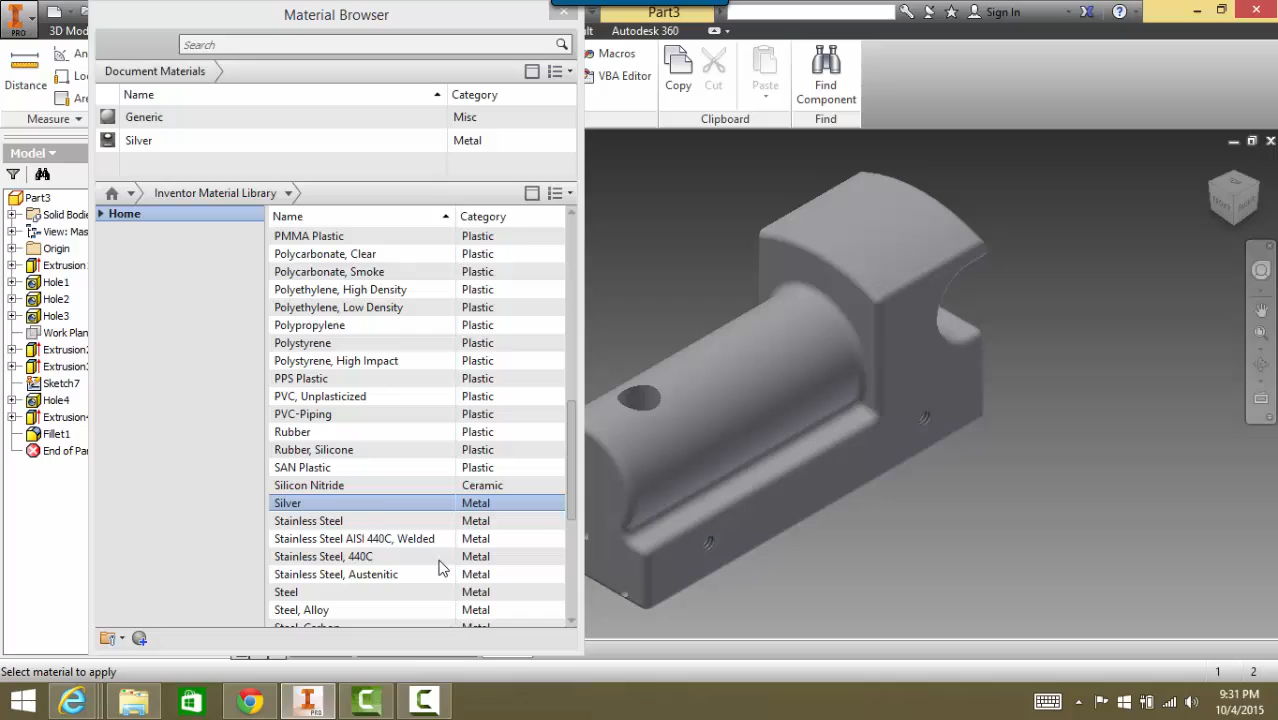 Material Browser
Part3
Sign In
PRO
3D Mod
Autodesk 360
Search
Distance
Macros
VBA Editor
Copy
Cut
Paste
Find
Component
Measure
Clipboard
Find
Document Materials
Name
Category
Generic
Misc
Silver
Metal
Model
Inventor Material Library
Home
Name
Category
PMMA Plastic
Plastic
Polycarbonate, Clear
Plastic
Polycarbonate, Smoke
Plastic
Polyethylene, High Density
Plastic
Polyethylene, Low Density
Plastic
Polypropylene
Plastic
Polystyrene
Plastic
Polystyrene, High Impact
Plastic
PPS Plastic
Plastic
PVC, Unplasticized
Plastic
PVC-Piping
Plastic
Rubber
Plastic
Rubber, Silicone
Plastic
SAN Plastic
Plastic
Silicon Nitride
Ceramic
Silver
Metal
Stainless Steel
Metal
Stainless Steel AISI 440C, Welded
Metal
Stainless Steel, 440C
Metal
Stainless Steel, Austenitic
Metal
Steel
Metal
Steel, Alloy
Metal
Part3
Solid Bodi
View: Mas
Origin
Extrusion
Hole1
Hole2
Hole3
Work Plan
Extrusion2
Extrusion3
Sketch7
Hole4
Extrusion4
Fillet1
End of Pa
Select material to apply
1
2
PRO
9:31 PM
10/4/2015